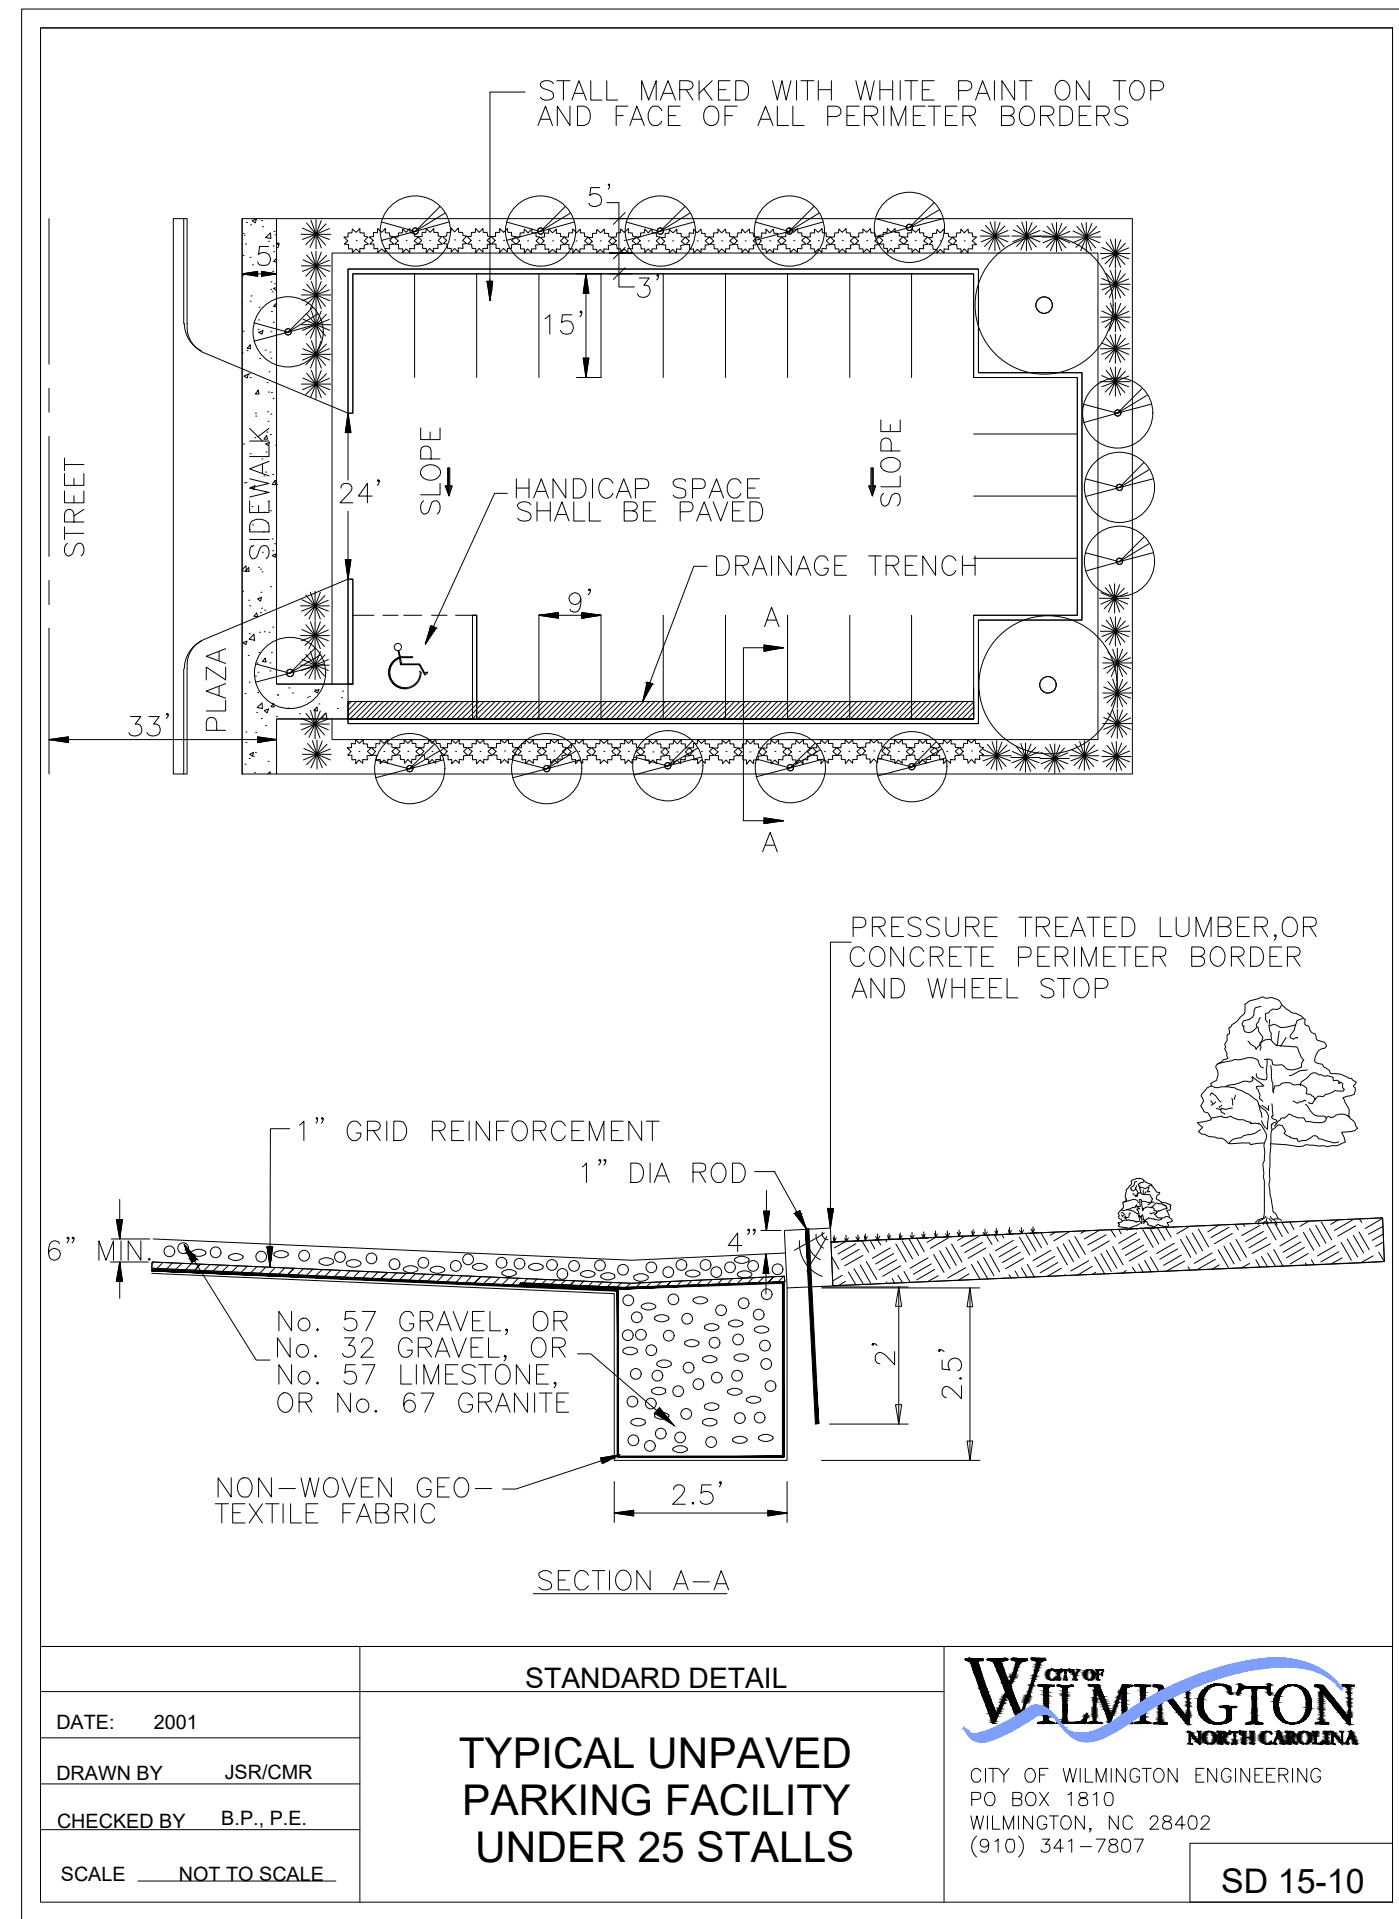 STALL MARKED WITH WHITE PAINT ON TOP
AND FACE OF ALL PERIMETER BORDERS
5'
5'
3'
15'
SLOPE
SLOPE
STREET
SIDEWALK
24'
HANDICAP SPACE
SHALL BE PAVED
DRAINAGE TRENCH
9'
A
PLAZA
33'
A
PRESSURE TREATED LUMBER,OR
CONCRETE PERIMETER BORDER
AND WHEEL STOP
1" GRID REINFORCEMENT
1" DIA ROD
6" MIN.
4"
No. 57 GRAVEL, OR
No. 32 GRAVEL, OR
No. 57 LIMESTONE,
OR No. 67 GRANITE
2'
2.5'
NON-WOVEN GEO-
TEXTILE FABRIC
2.5'
SECTION A-A
STANDARD DETAIL
DATE: 2001
DRAWN BY JSR/CMR
CHECKED BY B.P., P.E.
SCALE NOT TO SCALE
TYPICAL UNPAVED
PARKING FACILITY
UNDER 25 STALLS
CITY OF
WILMINGTON
NORTH CAROLINA
CITY OF WILMINGTON ENGINEERING
PO BOX 1810
WILMINGTON, NC 28402
(910) 341-7807
SD 15-10